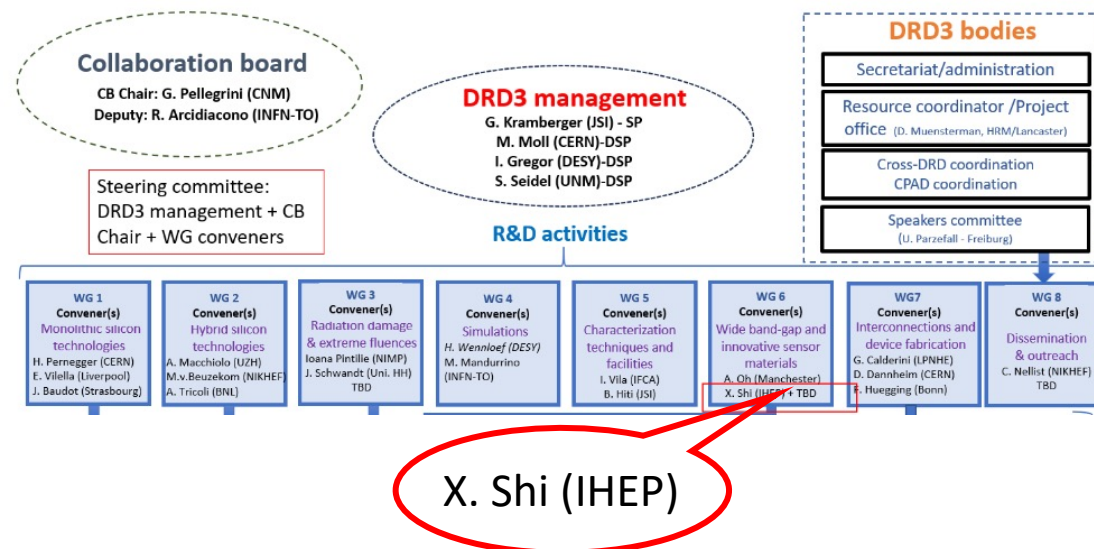 Collaboration board
CB Chair: G. Pellegrini (CNM)
Deputy: R. Arcidiacono (INFN-TO)
Steering committee:
DRD3 management + CB
Chair + WG conveners
DRD3 management
G. Kramberger (JSI) - SP
M. Moll (CERN)-DSP
I. Gregor (DESY)-DSP
S. Seidel (UNM)-DSP
DRD3 bodies
Secretariat/administration
Resource coordinator /Project
office (D. Muensterman, HRM/Lancaster)
Cross-DRD coordination
CPAD coordination
Speakers committee
(U. Parzefall - Freiburg)
R&D activities
WG 1
Convener(s)
Monolithic silicon
technologies
H. Pernegger (CERN)
E. Vilella (Liverpool)
J. Baudot (Strasbourg)
WG 2
Convener(s)
Hybrid silicon
technologies
A. Macchiolo (UZH)
M.v.Beuzekom (NIKHEF)
A. Tricoli (BNL)
WG 3
Convener(s)
Radiation damage
& extreme fluences
Ioana Pintilie (NIMP)
J. Schwandt (Uni. HH)
TBD
WG 4
Convener(s)
Simulations
H. Wennloef (DESY)
M. Mandurrino
(INFN-TO)
WG 5
Convener(s)
Characterization
techniques and
facilities
I. Vila (IFCA)
B. Hiti (JSI)
WG 6
Convener(s)
Wide band-gap and
innovative sensor
materials
A. Oh (Manchester)
X. Shi (IHEP) + TBD
WG7
Convener(s)
Interconnections and
device fabrication
G. Calderini (LPNHE)
D. Dannheim (CERN)
F. Huegging (Bonn)
WG 8
Dissemination
& outreach
C. Nellist (NIKHEF)
TBD
X. Shi (IHEP)